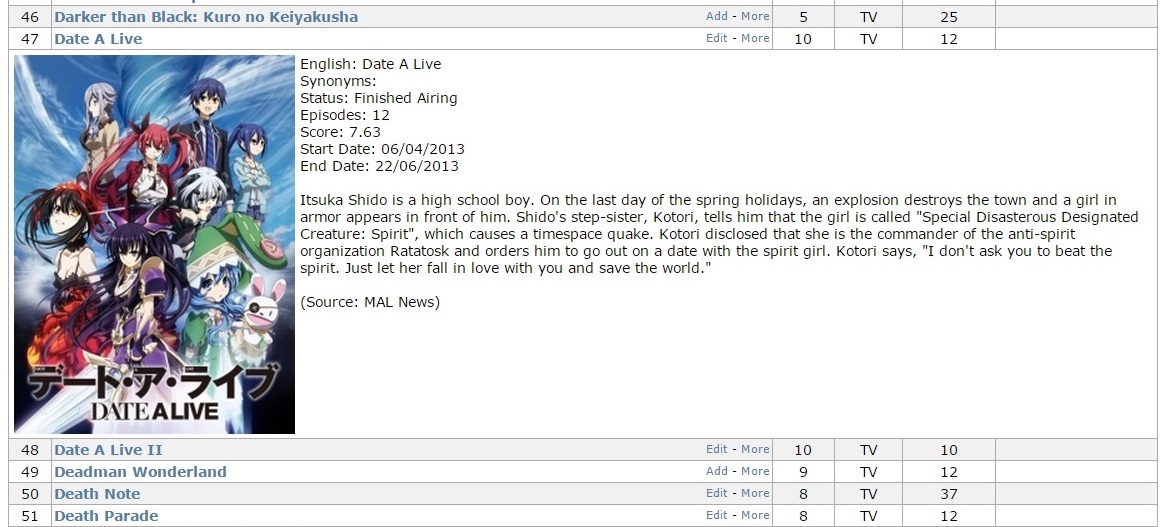 46 Darker than Black: Kuro no Keiyakusha Add - More 5 TV 25
47 Date A Live Edit - More 10 TV 12
English: Date A Live
Synonyms:
Status: Finished Airing
Episodes: 12
Score: 7.63
Start Date: 06/04/2013
End Date: 22/06/2013
Itsuka Shido is a high school boy. On the last day of the spring holidays, an explosion destroys the town and a girl in
armor appears in front of him. Shido's step-sister, Kotori, tells him that the girl is called "Special Disasterous Designated
Creature: Spirit", which causes a timespace quake. Kotori disclosed that she is the commander of the anti-spirit
organization Ratatosk and orders him to go out on a date with the spirit girl. Kotori says, "I don't ask you to beat the
spirit. Just let her fall in love with you and save the world."
(Source: MAL News)
デート・ア・ライブ
DATE A LIVE
48 Date A Live II Edit - More 10 TV 10
49 Deadman Wonderland Add - More 9 TV 12
50 Death Note Edit - More 8 TV 37
51 Death Parade Edit - More 8 TV 12